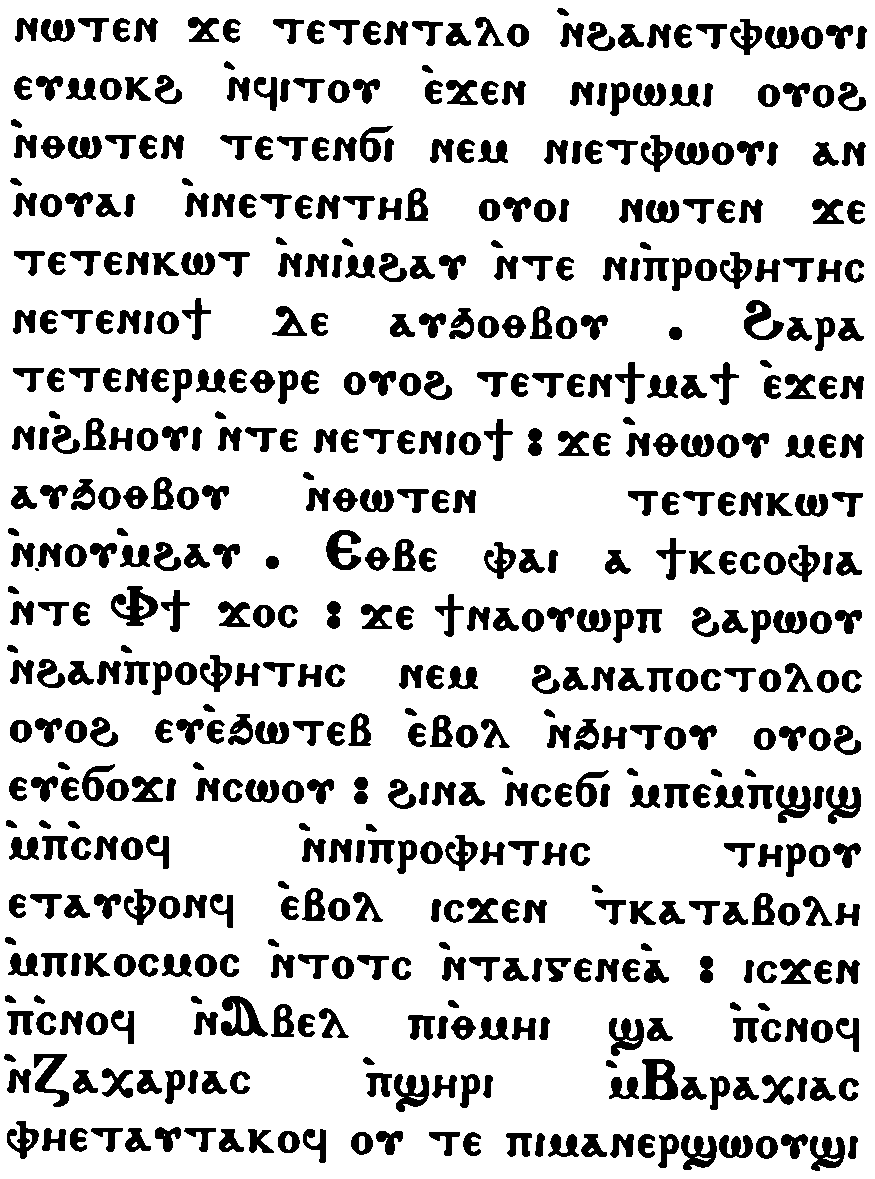 ⲛⲱⲧⲉⲛ ϫⲉ ⲧⲉⲧⲉⲛⲧⲁⲗⲟ ⲛ̀ϩⲁⲛⲉⲧⲫⲱⲟⲩⲓ
ⲉⲩⲙⲟⲕϩ ⲛ̀ϥⲓⲧⲟⲩ ⲉ̀ϫⲉⲛ ⲛⲓⲣⲱⲙⲓ ⲟⲩⲟϩ
ⲛ̀ⲑⲱⲧⲉⲛ ⲧⲉⲧⲉⲛϭⲓ ⲛⲉⲙ ⲛⲓⲉⲧⲫⲱⲟⲩⲓ ⲁⲛ
ⲛ̀ⲟⲩⲁⲓ ⲛ̀ⲛⲉⲧⲉⲛⲧⲏⲃ ⲟⲩⲟⲓ ⲛⲱⲧⲉⲛ ϫⲉ
ⲧⲉⲧⲉⲛⲕⲱⲧ ⲛ̀ⲛⲓⲙ̀ϩⲁⲩ ⲛ̀ⲧⲉ ⲛⲓⲡ̀ⲣⲟⲫⲏⲧⲏⲥ
ⲛⲉⲧⲉⲛⲓⲟϯ ⲇⲉ ⲁⲩϧⲟⲑⲃⲟⲩ . Ϩⲁⲣⲁ
ⲧⲉⲧⲉⲛⲉⲣⲙⲉⲑⲣⲉ ⲟⲩⲟϩ ⲧⲉⲧⲉⲛϯⲙⲁϯ ⲉ̀ϫⲉⲛ
ⲛⲓϩ̀ⲃⲏⲟⲩⲓ ⲛ̀ⲧⲉ ⲛⲉⲧⲉⲛⲓⲟϯ : ϫⲉ ⲛ̀ⲑⲱⲟⲩ ⲙⲉⲛ
ⲁⲩϧⲟⲑⲃⲟⲩ ⲛ̀ⲑⲱⲧⲉⲛ ⲧⲉⲧⲉⲛⲕⲱⲧ
ⲛ̀ⲛⲟⲩⲙ̀ϩⲁⲩ . Ⲉⲑⲃⲉ ⲫⲁⲓ ⲁ ϯⲕⲉⲥⲟⲫⲓⲁ
ⲛ̀ⲧⲉ Ⲫϯ ϫⲟⲥ : ϫⲉ ϯⲛⲁⲟⲩⲱⲣⲡ ϩⲁⲣⲱⲟⲩ
ⲛ̀ϩⲁⲛⲡ̀ⲣⲟⲫⲏⲧⲏⲥ ⲛⲉⲙ ϩⲁⲛⲁⲡⲟⲥⲧⲟⲗⲟⲥ
ⲟⲩⲟϩ ⲉⲩⲉ̀ϧⲱⲧⲉⲃ ⲉ̀ⲃⲟⲗ ⲛ̀ϧⲏⲧⲟⲩ ⲟⲩⲟϩ
ⲉⲩⲉ̀ϭⲟϫⲓ ⲛ̀ⲥⲱⲟⲩ : ϩⲓⲛⲁ ⲛ̀ⲥⲉϭⲓ ⲙ̀ⲡⲉⲙ̀ⲡ̀ϣⲓϣ
ⲙ̀ⲡ̀ⲥ̀ⲛⲟϥ ⲛ̀ⲛⲓⲡ̀ⲣⲟⲫⲏⲧⲏⲥ ⲧⲏⲣⲟⲩ
ⲉⲧⲁⲩⲫⲟⲛϥ ⲉ̀ⲃⲟⲗ ⲓⲥϫⲉⲛ ⲧ̀ⲕⲁⲧⲁⲃⲟⲗⲏ
ⲙ̀ⲡⲓⲕⲟⲥⲙⲟⲥ ⲛ̀ⲧⲟⲧⲥ ⲛ̀ⲧⲁⲓⲅⲉⲛⲉⲁ̀ : ⲓⲥϫⲉⲛ
ⲡ̀ⲥ̀ⲛⲟϥ ⲛ̀Ⲁⲃⲉⲗ ⲡⲓⲑ̀ⲙⲏⲓ ϣⲁ ⲡ̀ⲥ̀ⲛⲟϥ
ⲛ̀Ⲍⲁⲭⲁⲣⲓⲁⲥ ⲡ̀ϣⲏⲣⲓ ⲙ̀Ⲃⲁⲣⲁⲭⲓⲁⲥ
ⲫⲏⲉⲧⲁⲩⲧⲁⲕⲟϥ ⲟⲩ ⲧⲉ ⲡⲓⲙⲁⲛⲉⲣϣⲱⲟⲩϣⲓ